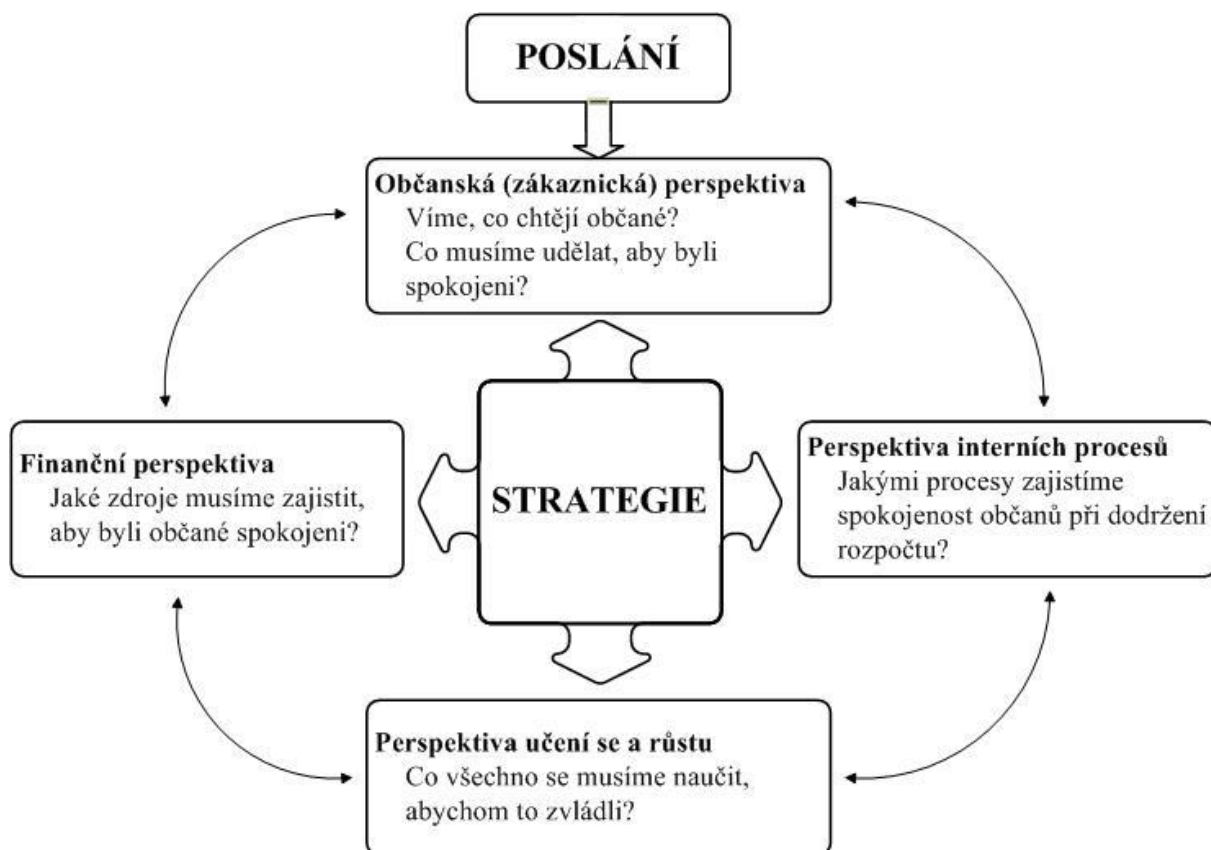 POSLÁNÍ
Občanská (zákaznická) perspektiva
Víme, co chtějí občané?
Co musíme udělat, aby byli
spokojeni?
Finanční perspektiva
Jaké zdroje musíme zajistit,
aby byli občané spokojeni?
STRATEGIE
Perspektiva interních procesů
Jakými procesy zajistíme
spokojenost občanů při dodržení
rozpočtu?
Perspektiva učení se a růstu
Co všechno se musíme naučit,
abychom to zvládli?